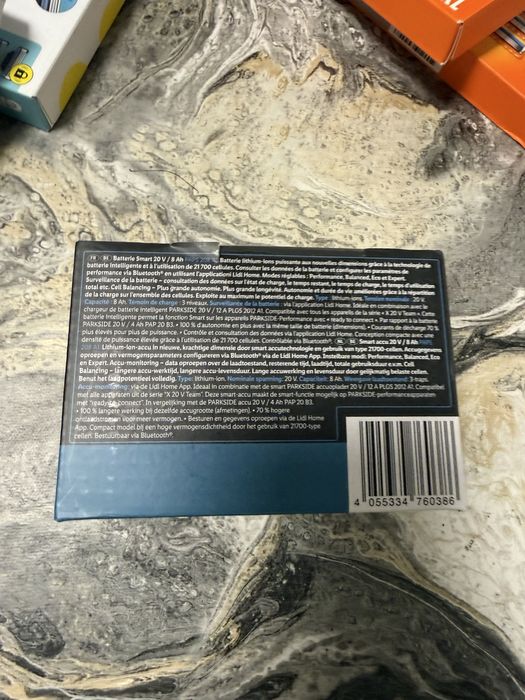 FR BE Batterie Smart 20 V / 8 Ah PAPS 208 B1. Batterie lithium-ions puissante aux nouvelles dimensions grâce à la technologie de
batterie intelligente et à l'utilisation de 21 700 cellules. Consulter les données de la batterie et configurer les paramètres de
performance via Bluetooth® en utilisant l'application Lidl Home. Modes réglables : Performance, Balanced, Eco et Expert.
Surveillance de la batterie – consultation des données sur l'état de charge, le temps restant, le temps de charge, le temps d'utilisation
total etc. Cell Balancing – Plus grande autonomie. Plus grande longévité. Autonomie et durée de vie améliorées grâce à la répartition
de la charge sur l'ensemble des cellules. Exploite au maximum le potentiel de charge. Type : lithium-ions. Tension nominale : 20 V.
Capacité : 8 Ah. Témoin de charge : 3 niveaux. Surveillance de la batterie : via l'application Lidl Home. Idéal en combinaison avec le
chargeur de batterie intelligent PARKSIDE 20 V / 12 A PLGS 2012 A1. Compatible avec tous les appareils de la série « X 20 V Team ». Cette
batterie intelligente permet la fonction Smart sur les appareils PARKSIDE-Performance avec « ready to connect ». Par rapport à la batterie
PARKSIDE 20 V / 4 Ah PAP 20 B3. • 100 % d'autonomie en plus avec la même taille de batterie (dimensions). • Courants de décharge 70 %
plus élevés pour plus de puissance. • Contrôle et consultation des données via l'application Lidl Home. Conception compacte avec une
densité de puissance élevée grâce à l'utilisation de 21 700 cellules. Contrôlable via Bluetooth®. NL BE Smart accu 20 V / 8 Ah PAPS
208 B1. Lithium-ion-accu in nieuwe, krachtige dimensie door smart accutechnologie en gebruik van type 21700-cellen. Accugegevens
opvragen en vermogensparameters configureren via Bluetooth® via de Lidl Home App. Instelbare modi: Performance, Balanced, Eco
en Expert. Accu-monitoring – data oproepen over de laadtoestand, resterende tijd, laadtijd, totale gebruiksduur e.v.m. Cell
Balancing – langere accu-werktijd, langere accu-levensduur. Lange accuwerking en levensduur door gelijkmatig belaste cellen.
Benut het laadpotentieel volledig. Type: lithium-ion. Nominale spanning: 20 V. Capaciteit: 8 Ah. Weergave laadtoestand: 3-traps.
Accu-monitoring: via de Lidl Home App. Ideaal in combinatie met de smart PARKSIDE accuoplader 20 V / 12 A PLGS 2012 A1. Compatibel
met alle apparaten uit de serie "X 20 V Team". Deze smart-accu maakt de smart-functie mogelijk op PARKSIDE-performanceapparaten
met "ready to connect". In vergelijking met de PARKSIDE accu 20 V / 4 Ah PAP 20 B3.
• 100 % langere werking bij dezelfde accugrootte (afmetingen). • 70 % hogere
ontlaadstromen voor meer vermogen. • Besturen en gegevens oproepen via de Lidl Home
App. Compact model bij een hoge vermogensdichtheid door het gebruik van 21700-type
cellen. Bestuurbaar via Bluetooth®.
4 055334 760386